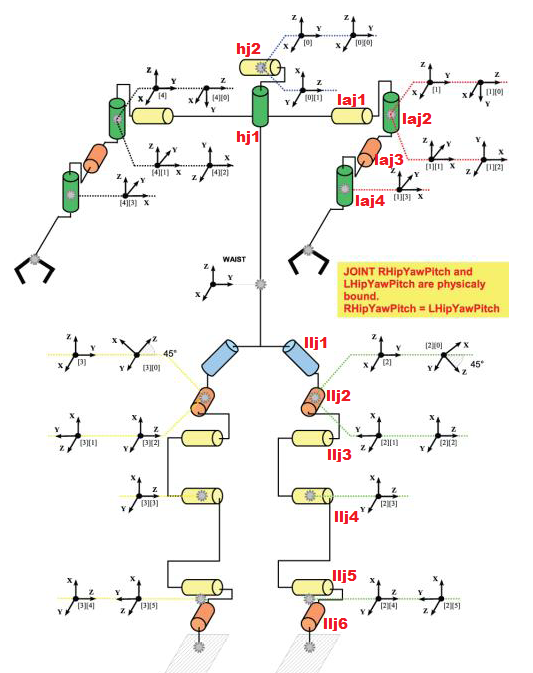 hj2
Z
Y
X
[0]
Z
Y
X
[0][0]
Z
Y
X
[4]
X
Y
Z
[4][0]
Z
Y
X
[0][1]
laj1
Z
Y
X
[1]
X
Y
Z
[1][0]
Y
hj1
laj2
Z
Y
X
[4][1]
Y
X
Z
[4][2]
laj3
Z
Y
X
[1][1]
Y
X
Z
[1][2]
Z
Y
X
[4][3]
laj4
Z
Y
X
[1][3]
WAIST
Z
Y
X
JOINT RHipYawPitch and
LHipYawPitch are physicaly
bound.
RHipYawPitch = LHipYawPitch
llj1
Z
Y
X
[3]
X
Z
Y
[3][0]
45°
Z
Y
X
[2]
[2][0]
X
Y
Z
45°
llj2
X
Y
Z
[3][1]
X
Z
Y
[3][2]
X
Y
Z
[2][1]
X
Z
Y
[2][2]
llj3
X
Z
Y
[3][3]
llj4
X
Z
Y
[2][3]
llj5
X
Z
Y
[3][4]
X
Y
Z
[3][5]
X
Z
Y
[2][4]
X
Y
Z
[2][5]
llj6